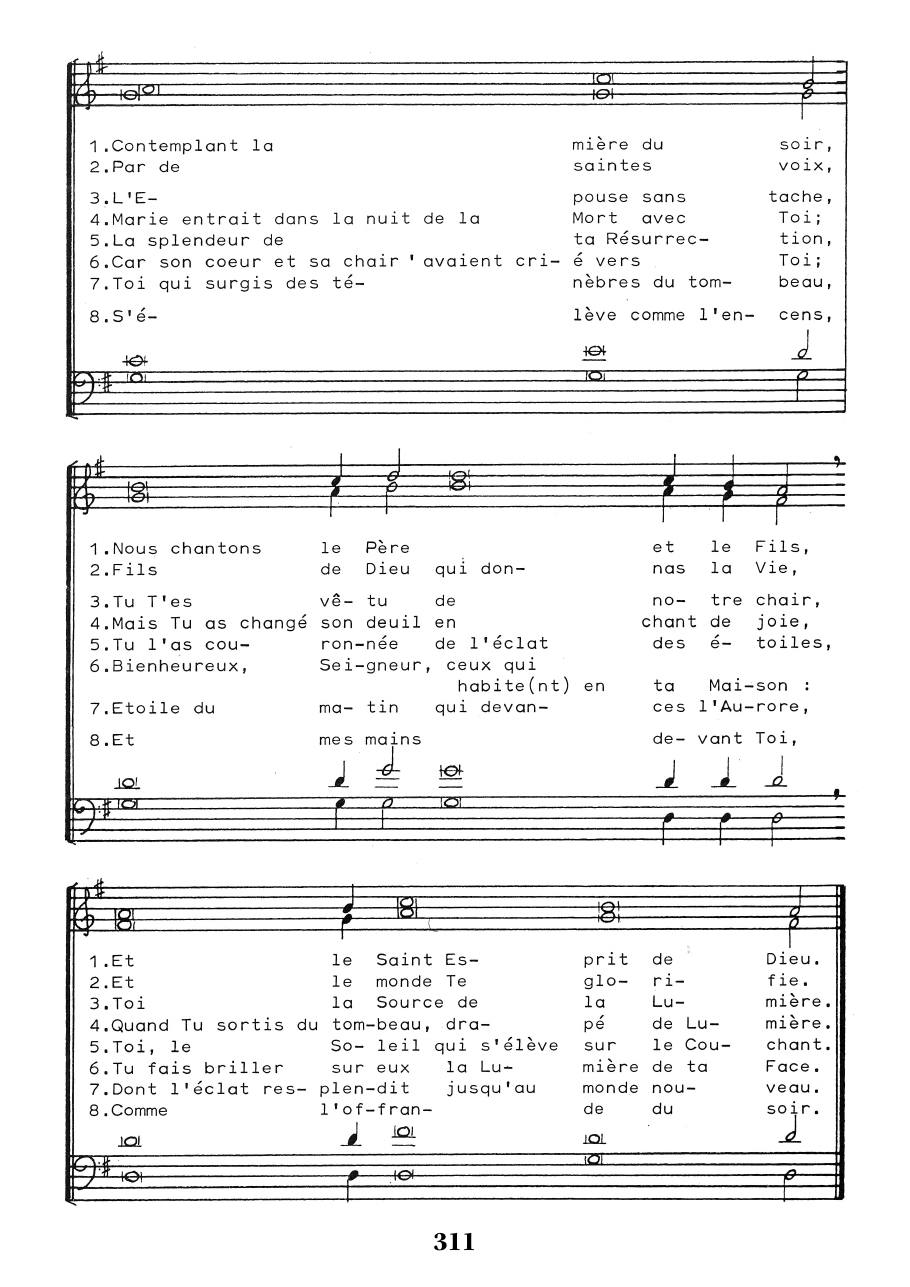 1.Contemplant la mière du soir,
2.Par de saintes voix,
3.L'E- pouse sans tache,
4.Marie entrait dans la nuit de la Mort avec Toi;
5.La splendeur de ta Résurrec- tion,
6.Car son coeur et sa chair 'avaient cri- é vers Toi;
7.Toi qui surgis des té- nèbres du tom- beau,
8.S'é- lève comme l'en- cens,
1.Nous chantons le Père et le Fils,
2.Fils de Dieu qui don- nas la Vie,
3.Tu T'es vê- tu de no- tre chair,
4.Mais Tu as changé son deuil en chant de joie,
5.Tu l'as cou- ron-née de l'éclat des é- toiles,
6.Bienheureux, Sei-gneur, ceux qui
habite(nt) en ta Mai-son :
7.Etoile du ma- tin qui devan- ces l'Au-rore,
8.Et mes mains de- vant Toi,
1.Et le Saint Es- prit de Dieu.
2.Et le monde Te glo- ri- fie.
3.Toi la Source de la Lu- mière.
4.Quand Tu sortis du tom-beau, dra- pé de Lu- mière.
5.Toi, le So- leil qui s'élève sur le Cou- chant.
6.Tu fais briller sur eux la Lu- mière de ta Face.
7.Dont l'éclat res- plen-dit jusqu'au monde nou- veau.
8.Comme l'of-fran- de du soir.
311